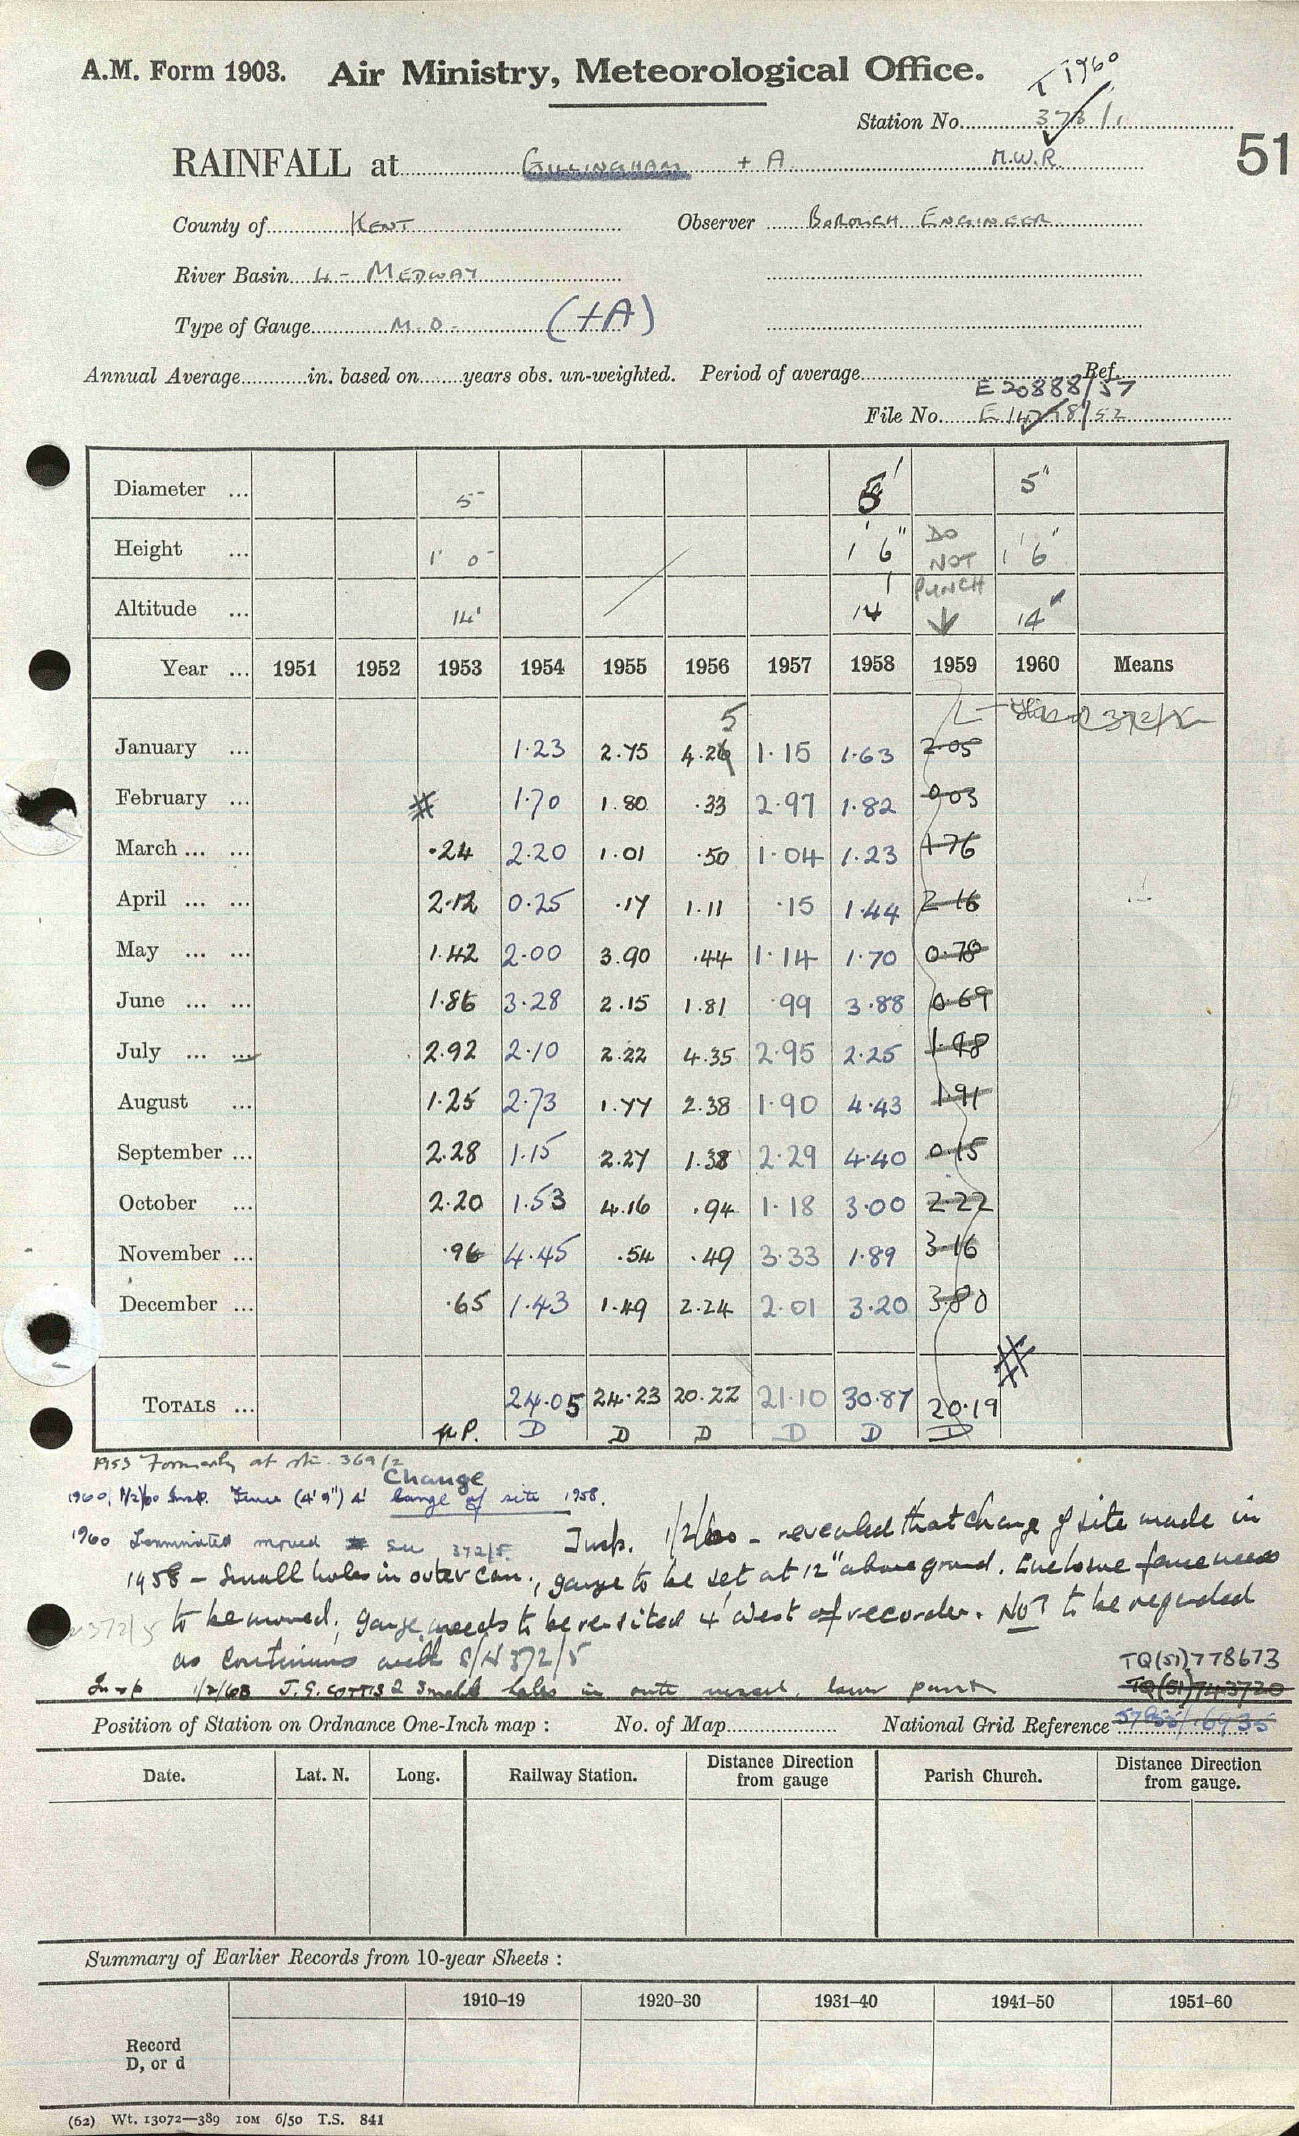 T 1960
A.M. Form 1903. Air Ministry, Meteorological Office.
Station No. 373/1
51
RAINFALL at GILLINGHAM + A. M.W.R.
County of KENT Observer BOROUGH ENGINEER
River Basin 4 - MEDWAY
Type of Gauge M.O. (+A)
Annual Average in. based on years obs. un-weighted. Period of average Ref.
E20888/57
File No.
Diameter ... 5" 5" 5"
Height ... 1' 0" 1' 6" DO NOT 1' 6"
Altitude ... 14' 14' PUNCH 14"
Year ... 1951 1952 1953 1954 1955 1956 1957 1958 1959 1960 Means
372/5
January ... 1.23 2.75 4.25 1.15 1.63 2.05
February ... # 1.70 1.80 .33 2.97 1.82 0.03
March ... ... .24 2.20 1.01 .50 1.04 1.23 1.76
April ... ... 2.12 0.25 .17 1.11 .15 1.44 2.16
May ... ... 1.42 2.00 3.90 .44 1.14 1.70 0.78
June ... ... 1.86 3.28 2.15 1.81 .99 3.88 0.69
July ... ... 2.92 2.10 2.22 4.35 2.95 2.25 1.48
August ... 1.25 2.73 1.77 2.38 1.90 4.43 1.91
September ... 2.28 1.15 2.27 1.38 2.29 4.40 0.15
October ... 2.20 1.53 4.16 .94 1.18 3.00 2.22
November ... .96 4.45 .54 .49 3.33 1.89 3.16
December ... .65 1.43 1.49 2.24 2.01 3.20 3.80
#
TOTALS ... 24.05 24.23 20.22 21.10 30.87 20.19
#P. D D D D D D
1953 Formerly at stn. 369/2
Change
1960, 1/2/60 Insp. Fence (4' 9") 4' change of site 1958.
1960 Terminated moved see 372/5. Insp. 1/2/60 - revealed that change of site made in
1958 - Small holes in outer can, gauge to be set at 12" above ground. Enclosure fence needs
372/5 to be moved; gauge needs to be re-sited 4' West of recorder. NOT to be regarded
as continuous with S/N 372/5
TQ(51)778673
Insp 1/2/60 J.G. COTTIS 2 small holes in outer vessel, lower part
TQ(51)743720
Position of Station on Ordnance One-Inch map : No. of Map National Grid Reference
Date. Lat. N. Long. Railway Station. Distance Direction from gauge Parish Church. Distance Direction from gauge.
Summary of Earlier Records from 10-year Sheets :
1910–19 1920–30 1931–40 1941–50 1951–60
Record
D, or d
(62) Wt. 13072—389 10M 6/50 T.S. 841